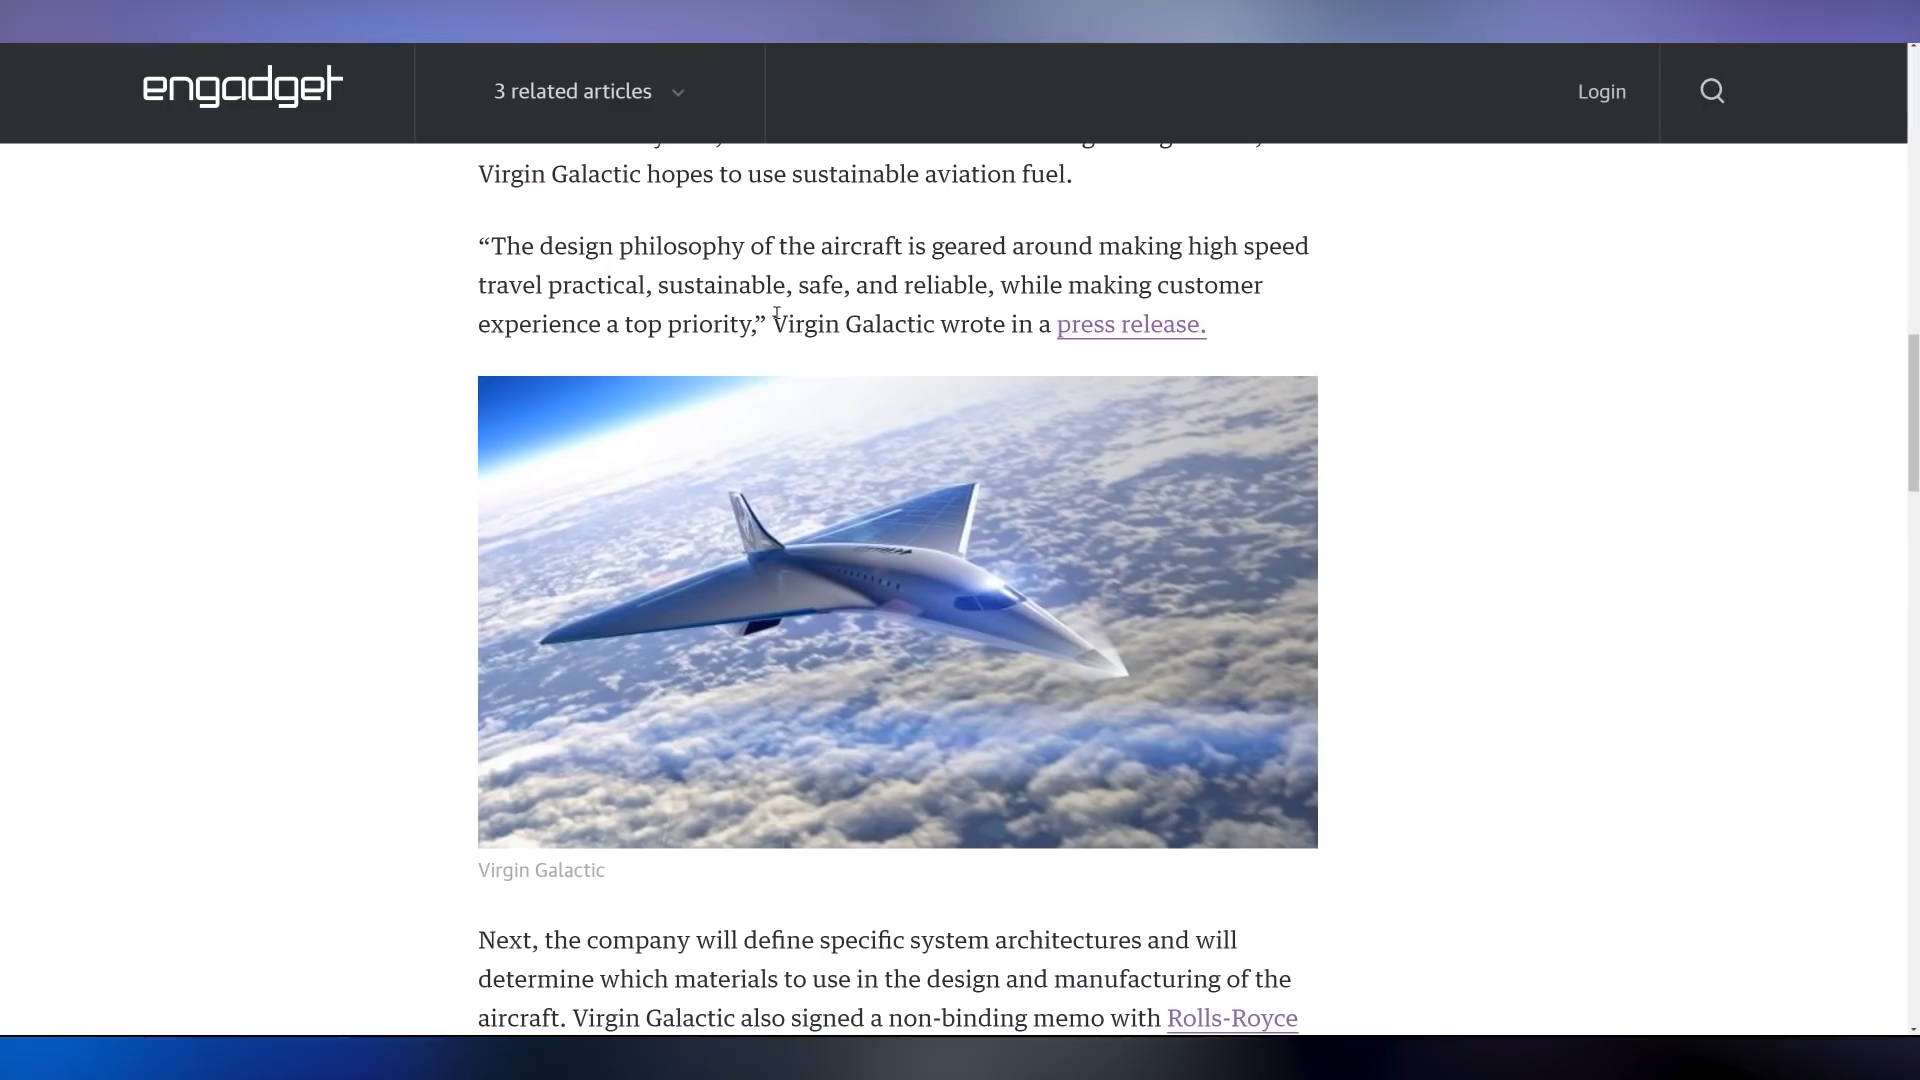 engadget
3 related articles
Login
Virgin Galactic hopes to use sustainable aviation fuel.
“The design philosophy of the aircraft is geared around making high speed
travel practical, sustainable, safe, and reliable, while making customer
experience a top priority,” Virgin Galactic wrote in a press release.
Virgin Galactic
Next, the company will define specific system architectures and will
determine which materials to use in the design and manufacturing of the
aircraft. Virgin Galactic also signed a non-binding memo with Rolls-Royce